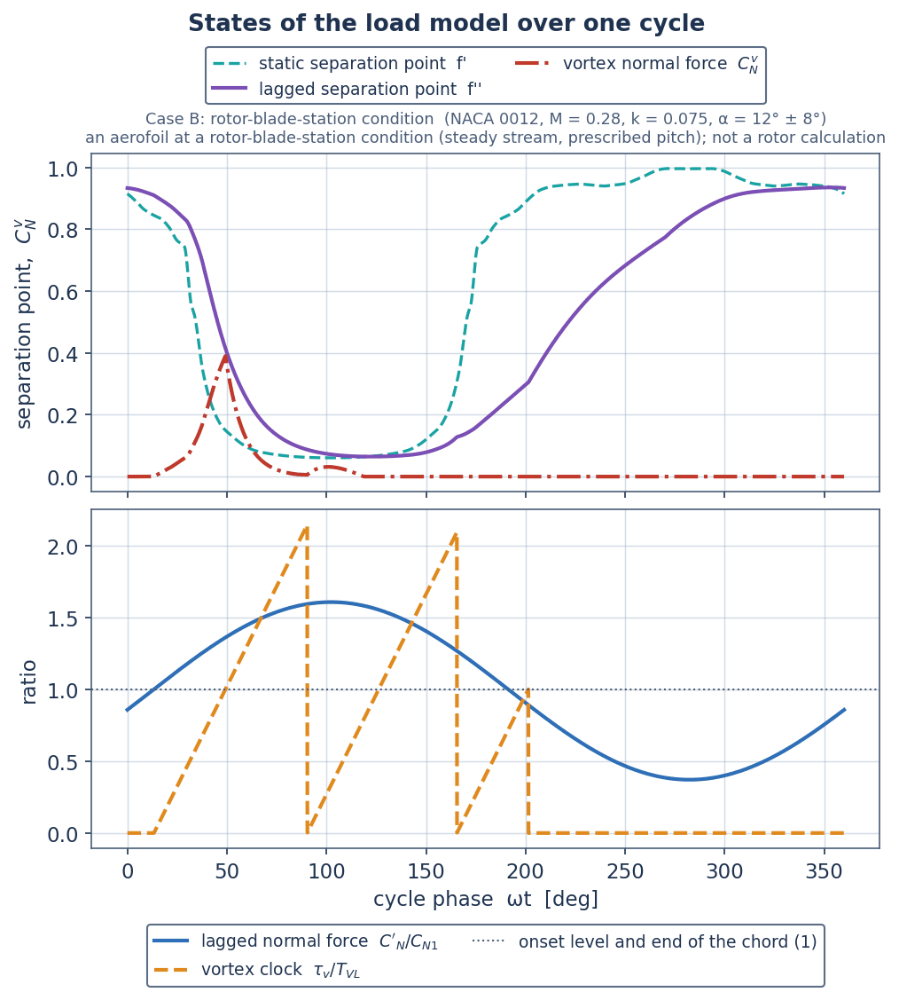 States of the load model over one cycle
static separation point f'
vortex normal force C_N^v
lagged separation point f''
Case B: rotor-blade-station condition (NACA 0012, M = 0.28, k = 0.075, α = 12° ± 8°)
an aerofoil at a rotor-blade-station condition (steady stream, prescribed pitch); not a rotor calculation
separation point, C_N^v
1.0
0.8
0.6
0.4
0.2
0.0
ratio
2.0
1.5
1.0
0.5
0.0
0 50 100 150 200 250 300 350
cycle phase ωt [deg]
lagged normal force C'_N/C_{N1}
onset level and end of the chord (1)
vortex clock τ_v/T_{VL}